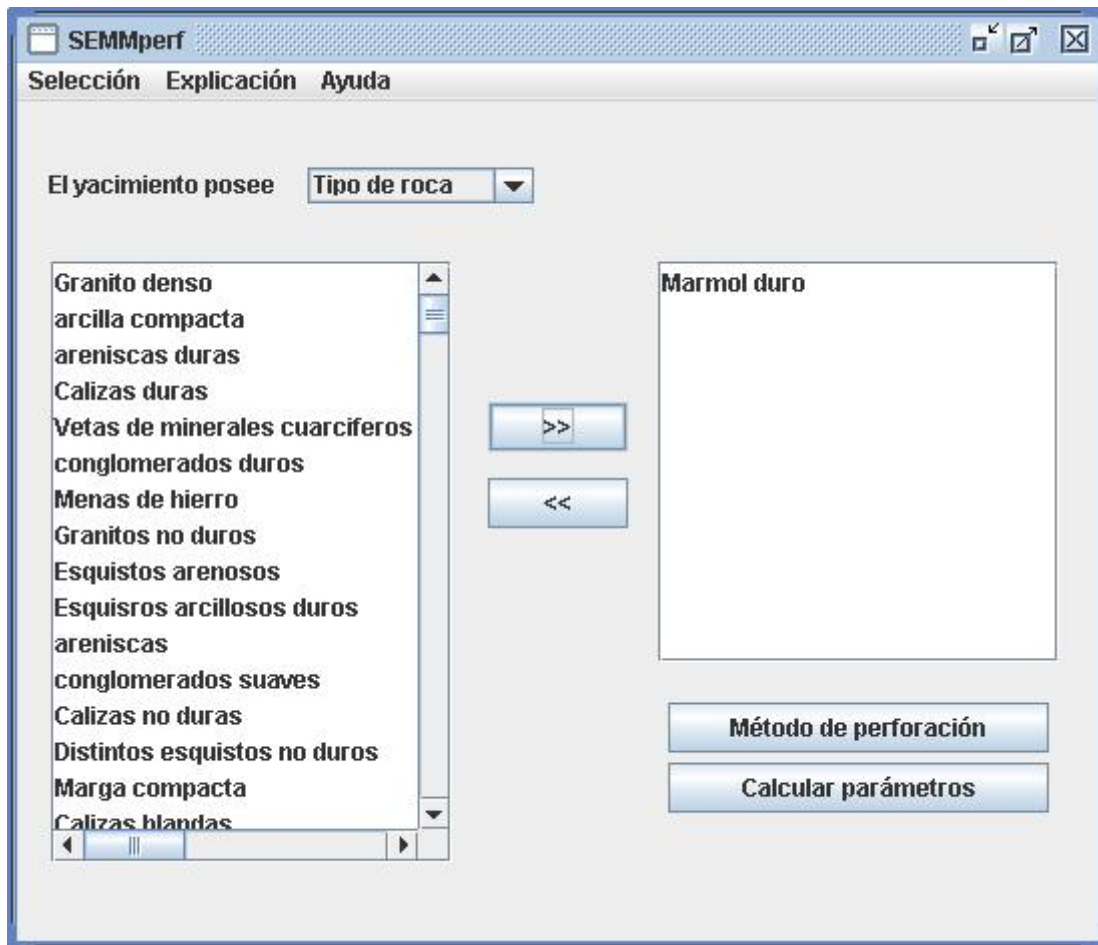 SEMMperf
Selección Explicación Ayuda
El yacimiento posee Tipo de roca
Granito denso
arcilla compacta
areniscas duras
Calizas duras
Vetas de minerales cuarciferos
conglomerados duros
Menas de hierro
Granitos no duros
Esquistos arenosos
Esquisros arcillosos duros
areniscas
conglomerados suaves
Calizas no duras
Distintos esquistos no duros
Marga compacta
Calizas blandas
>>
<<
Marmol duro
Método de perforación
Calcular parámetros